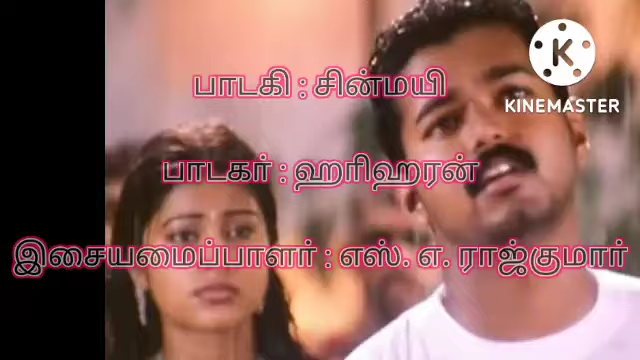 பாடகி : சின்மயி
KINEMASTER
பாடகர் : ஹரிஹரன்
இசையமைப்பாளர் : எஸ். எ. ராஜ்குமார்